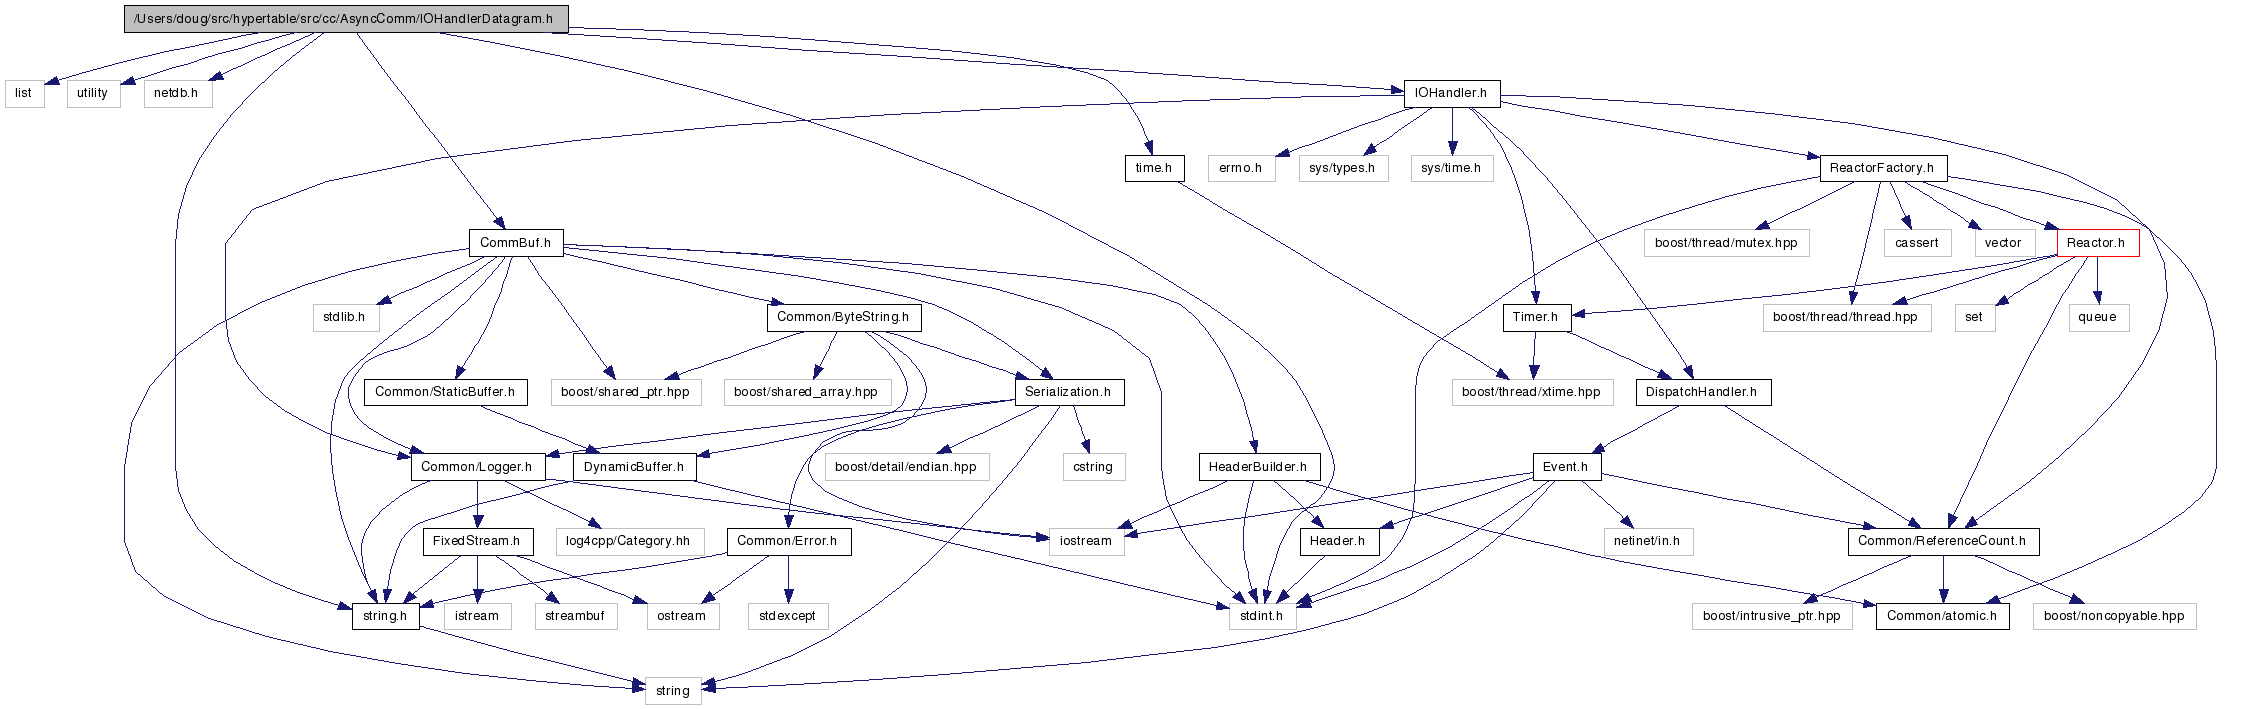 /Users/doug/src/hypertable/src/cc/AsyncComm/IOHandlerDatagram.h
list
utility
netdb.h
IOHandler.h
time.h
errno.h
sys/types.h
sys/time.h
ReactorFactory.h
CommBuf.h
boost/thread/mutex.hpp
cassert
vector
Reactor.h
stdlib.h
Common/ByteString.h
Timer.h
boost/thread/thread.hpp
set
queue
Common/StaticBuffer.h
boost/shared_ptr.hpp
boost/shared_array.hpp
Serialization.h
boost/thread/xtime.hpp
DispatchHandler.h
Common/Logger.h
DynamicBuffer.h
boost/detail/endian.hpp
cstring
HeaderBuilder.h
Event.h
FixedStream.h
log4cpp/Category.hh
Common/Error.h
iostream
Header.h
netinet/in.h
Common/ReferenceCount.h
string.h
istream
streambuf
ostream
stdexcept
stdint.h
boost/intrusive_ptr.hpp
Common/atomic.h
boost/noncopyable.hpp
string